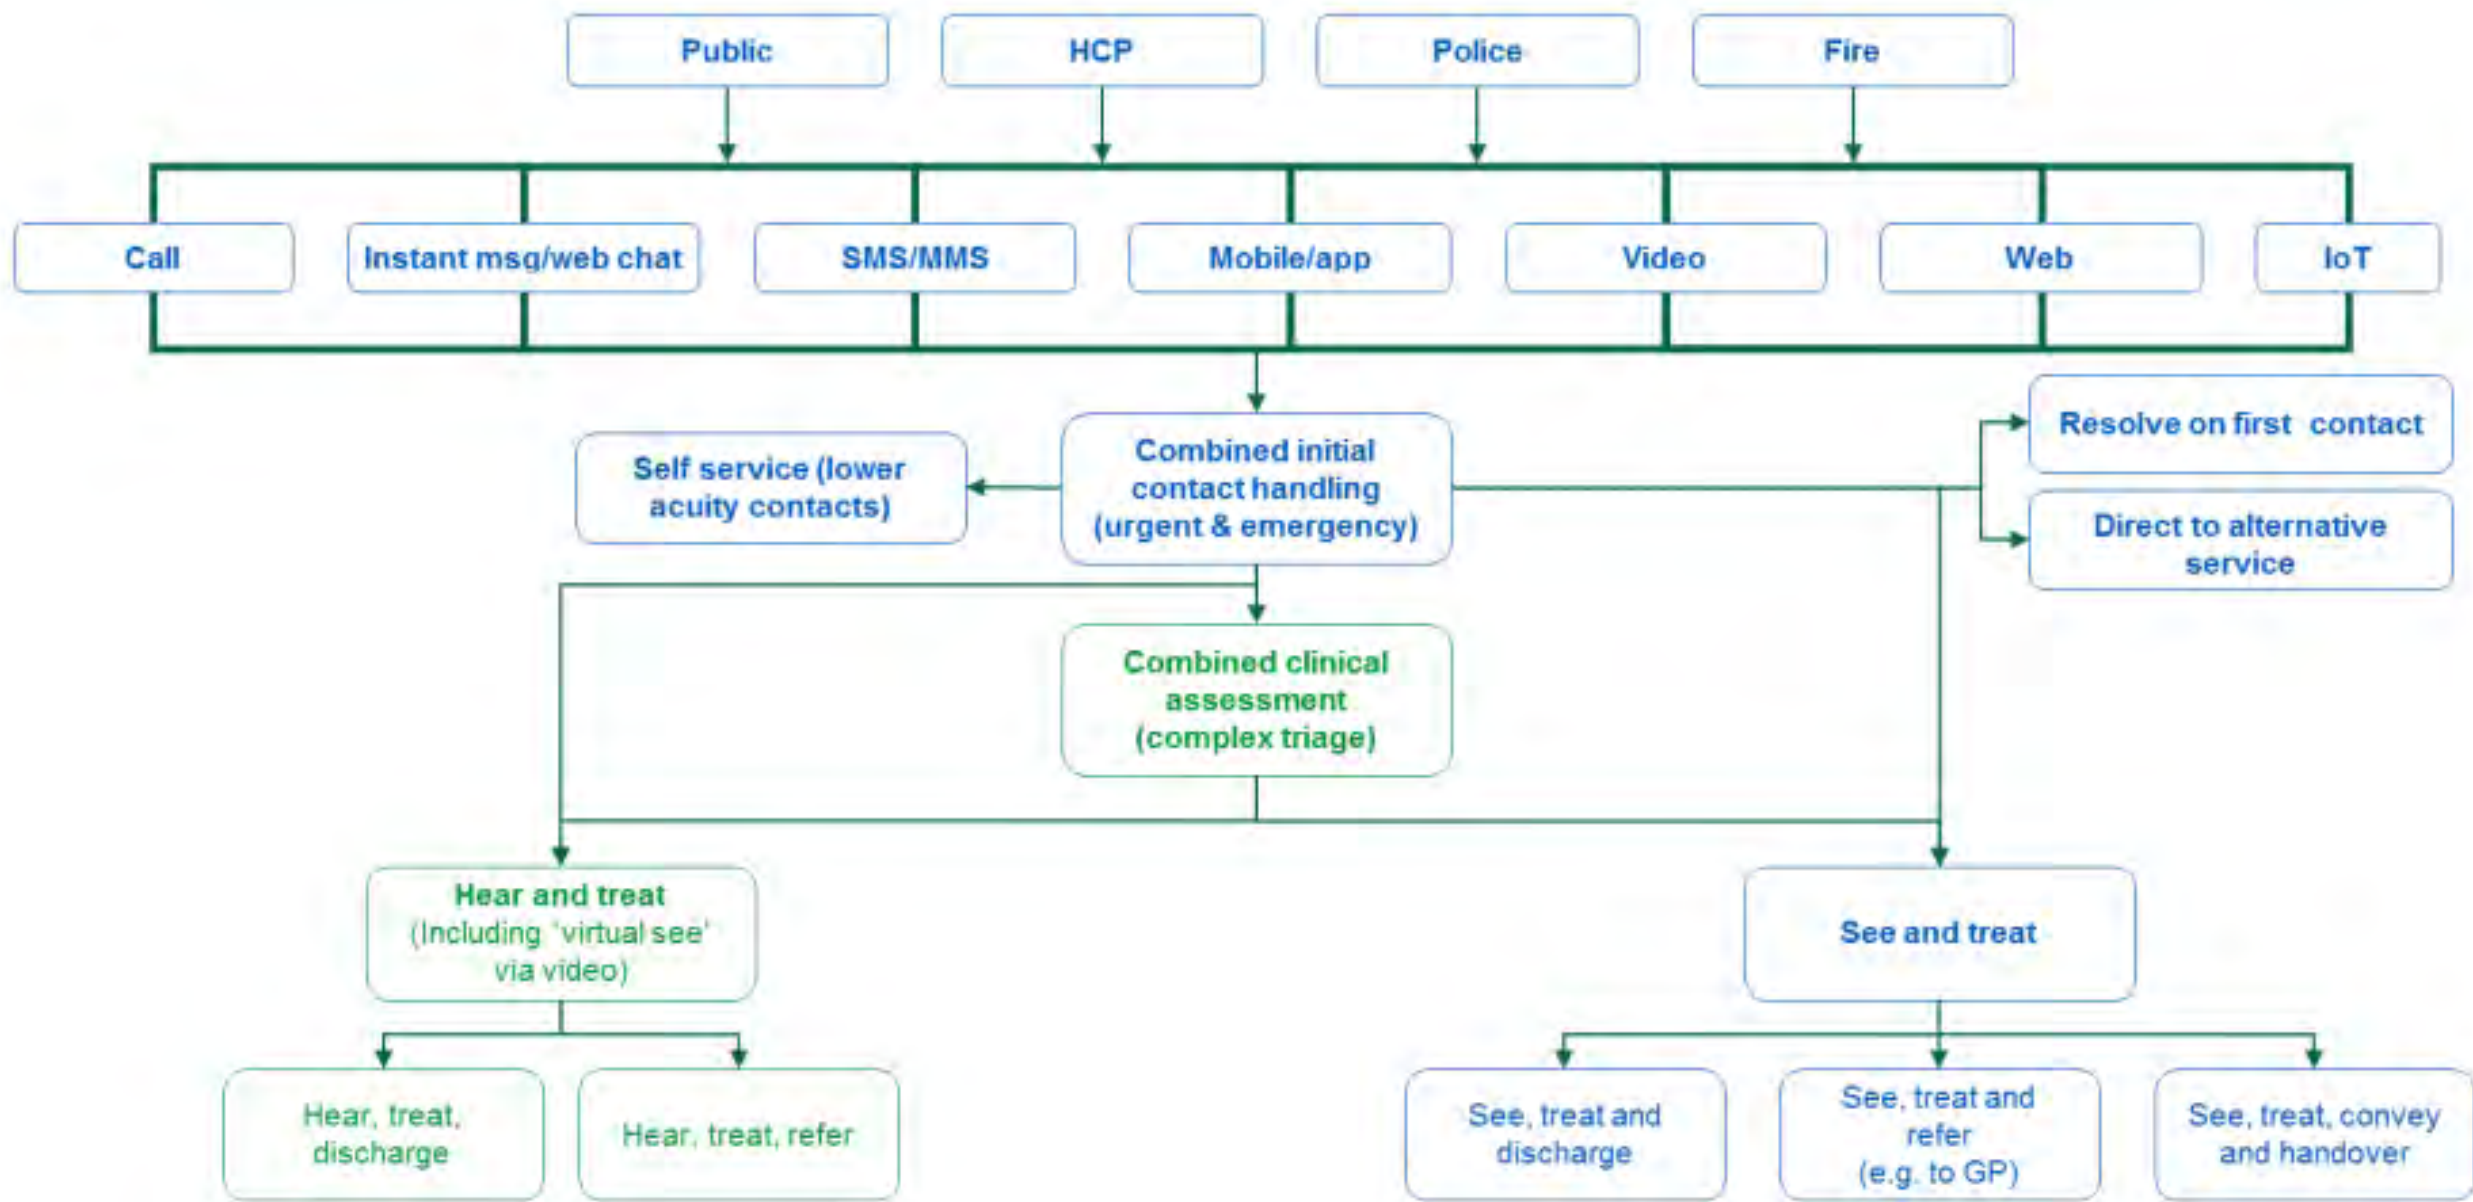 Public
HCP
Police
Fire
Call
Instant msg/web chat
SMS/MMS
Mobile/app
Video
Web
IoT
Resolve on first contact
Self service (lower
acuity contacts)
Combined initial
contact handling
(urgent & emergency)
Direct to alternative
service
Combined clinical
assessment
(complex triage)
Hear and treat
(Including 'virtual see'
via video)
See and treat
Hear, treat,
discharge
Hear, treat, refer
See, treat and
discharge
See, treat and
refer
(e.g. to GP)
See, treat, convey
and handover